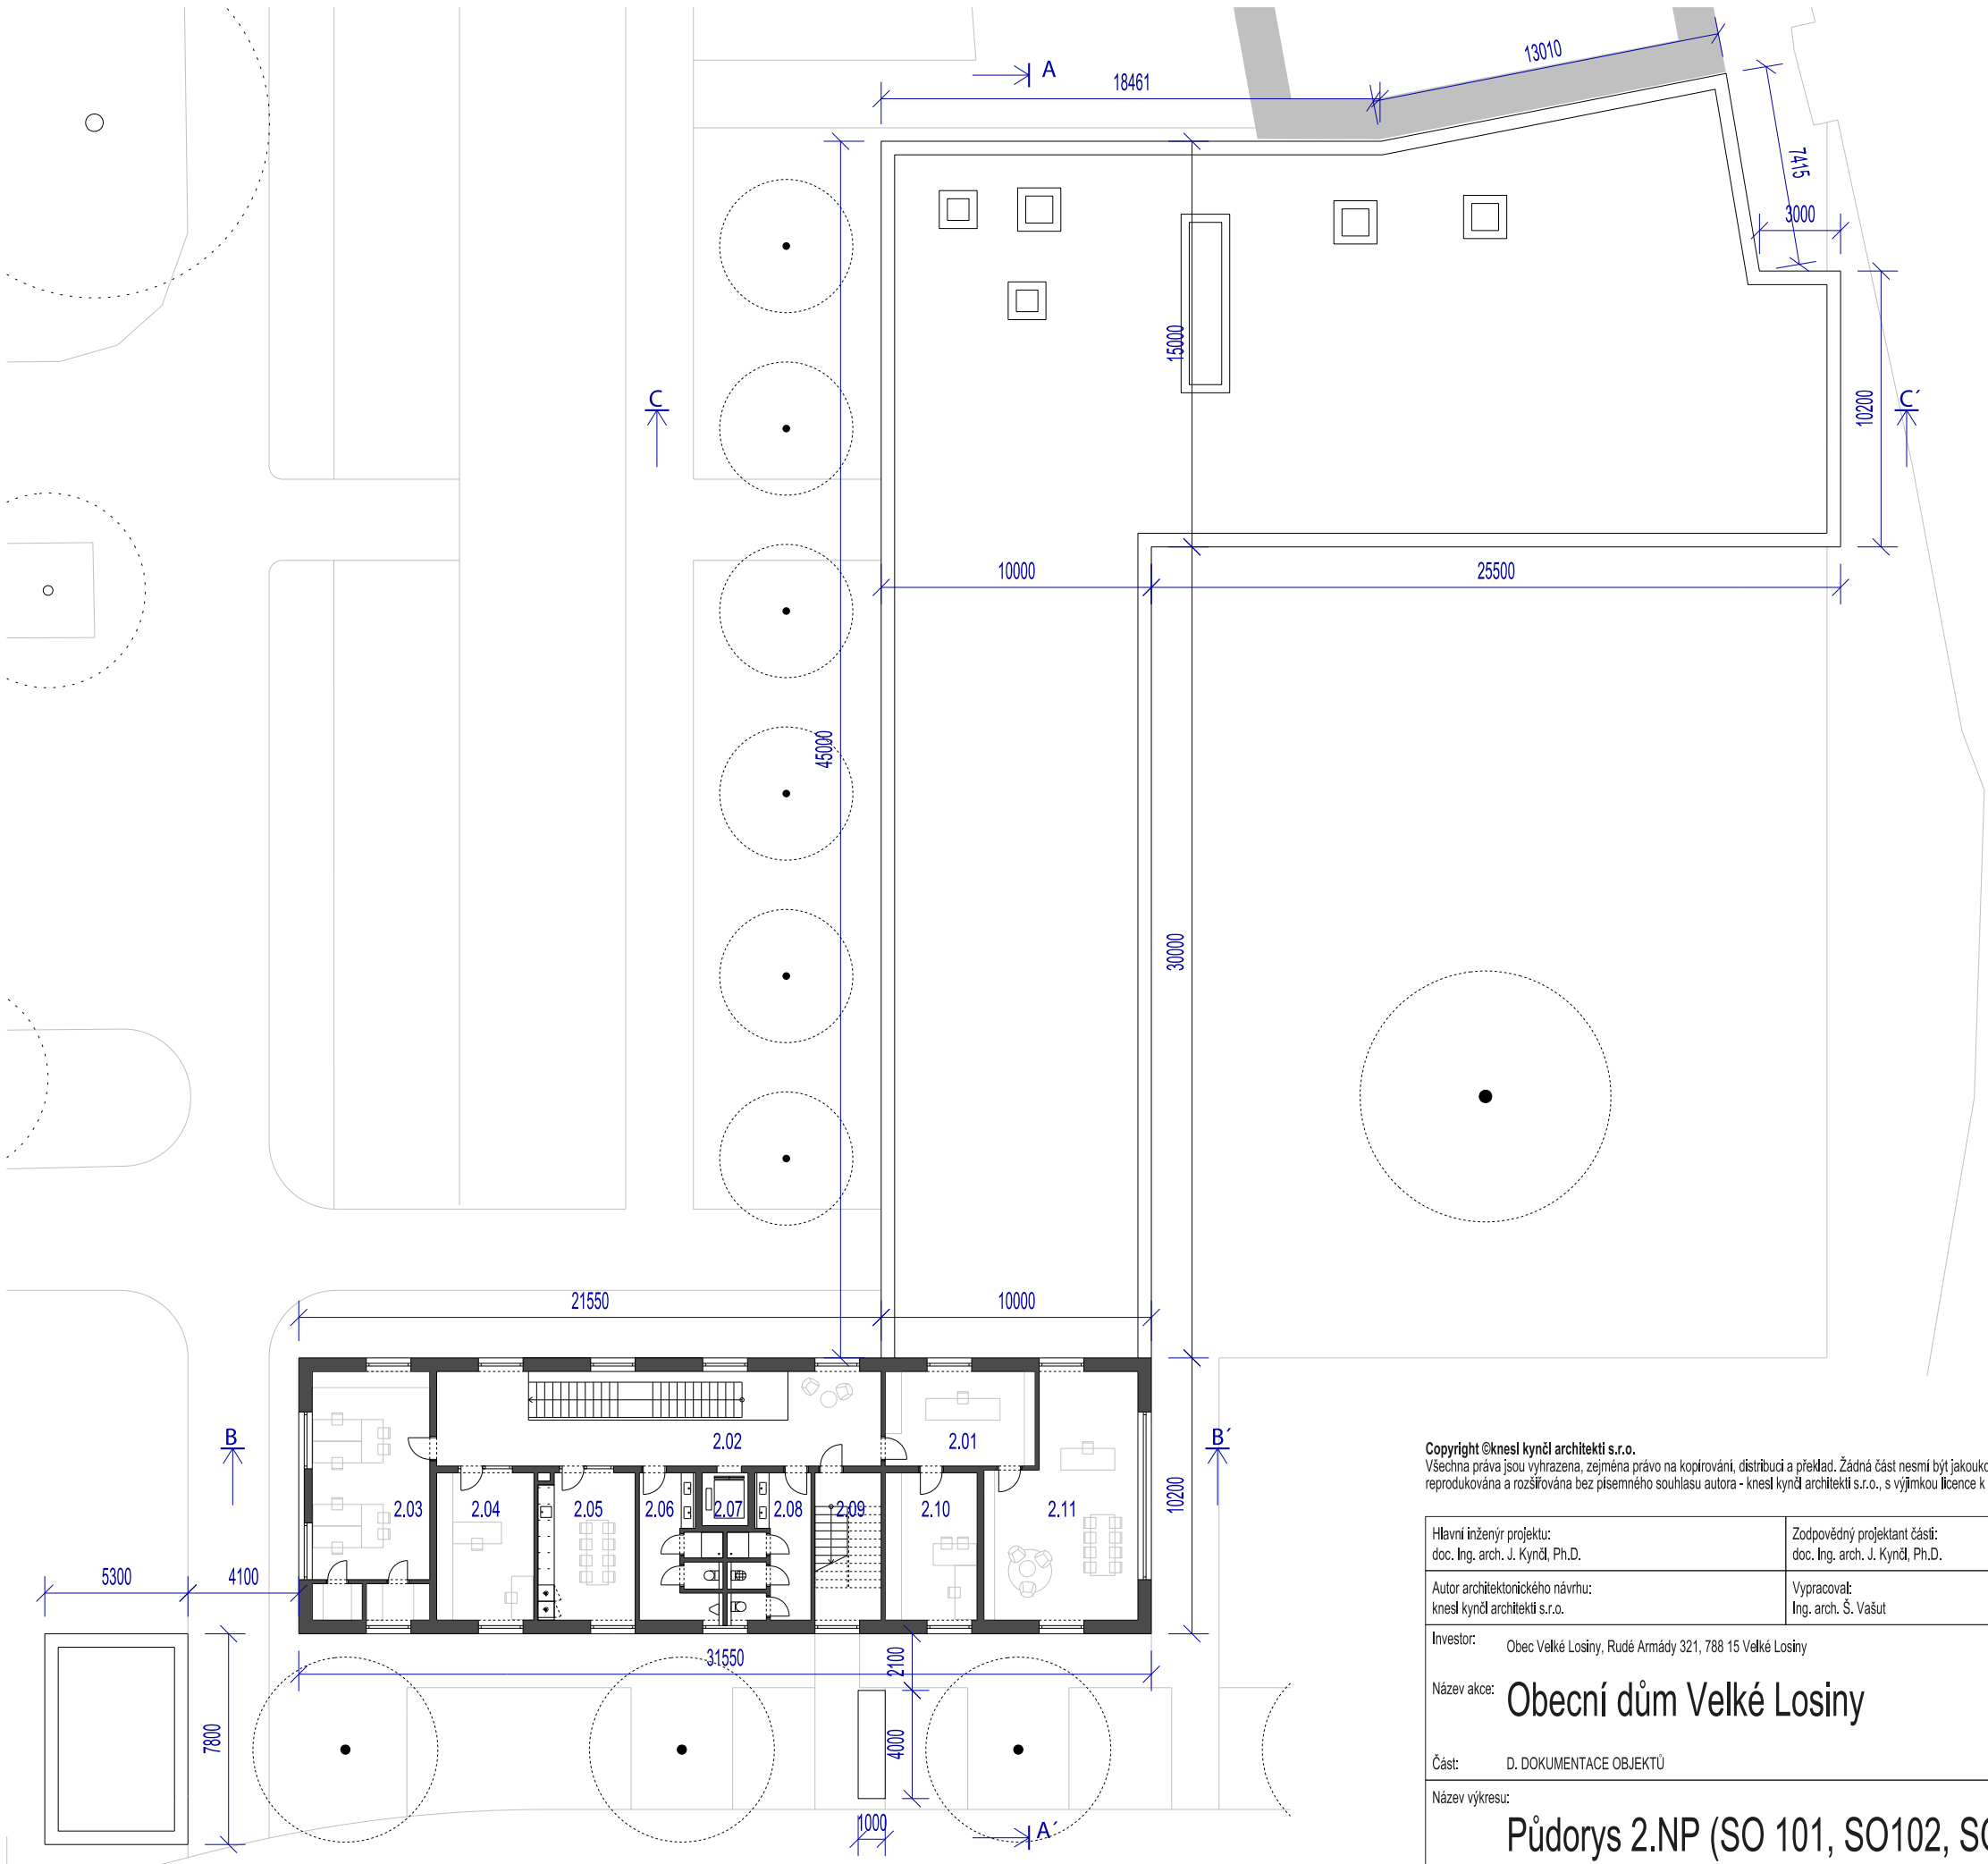 13010
A
18461
7415
3000
15000
C
10200
C´
10000
25500
45000
30000
21550
10000
B
2.02
2.01
B´
2.03
2.04
2.05
2.06
2.07
2.08
2.09
2.10
2.11
10200
5300
4100
31550
2100
7800
4000
1000
A´
Copyright ©knesl kynčl architekti s.r.o.
Všechna práva jsou vyhrazena, zejména právo na kopírování, distribuci a překlad. Žádná část nesmí být
reprodukována a rozšiřována bez písemného souhlasu autora - knesl kynčl architekti s.r.o., s výjimkou licence k
Hlavní inženýr projektu:
doc. Ing. arch. J. Kynčl, Ph.D.
Zodpovědný projektant části:
doc. Ing. arch. J. Kynčl, Ph.D.
Autor architektonického návrhu:
knesl kynčl architekti s.r.o.
Vypracoval:
Ing. arch. Š. Vašut
Investor: Obec Velké Losiny, Rudé Armády 321, 788 15 Velké Losiny
Název akce: Obecní dům Velké Losiny
Část: D. DOKUMENTACE OBJEKTŮ
Název výkresu:
Půdorys 2.NP (SO 101, SO102,